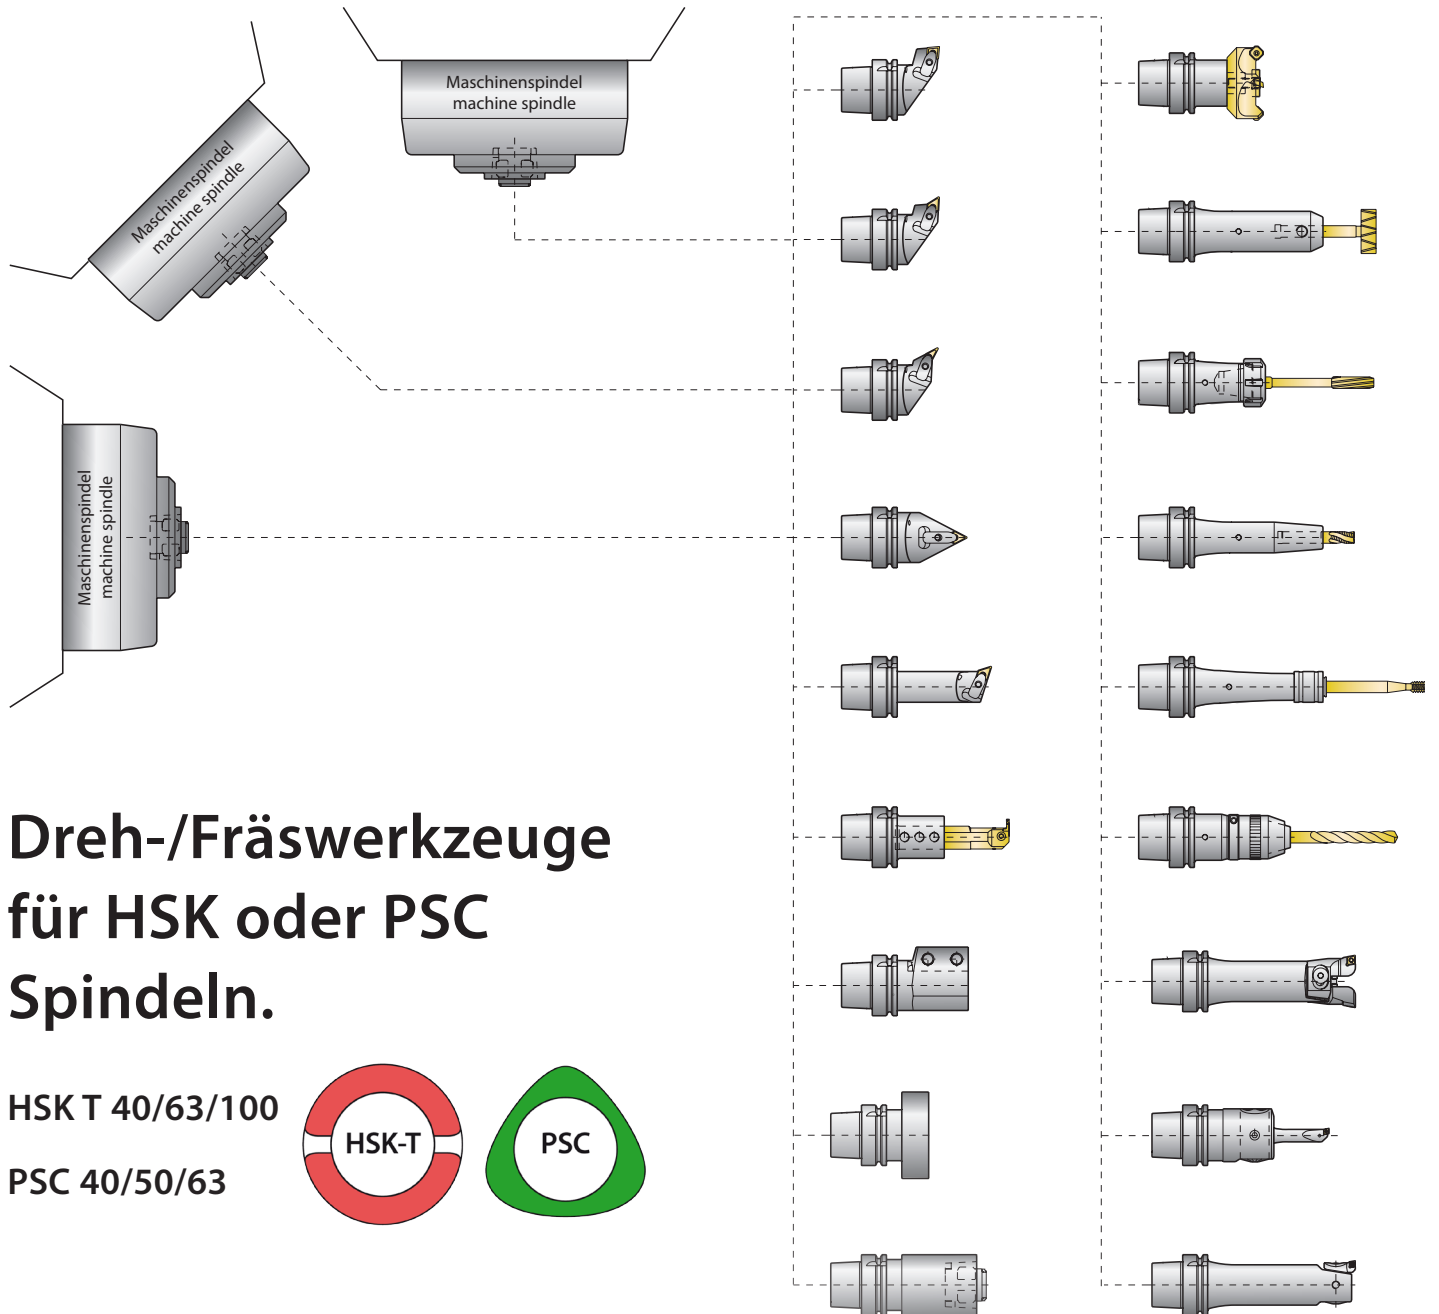 Maschinenspindel
machine spindle
Maschinenspindel
machine spindle
Maschinenspindel
machine spindle
Dreh-/Fräswerkzeuge
für HSK oder PSC
Spindeln.
HSK T 40/63/100
PSC 40/50/63
HSK-T
PSC